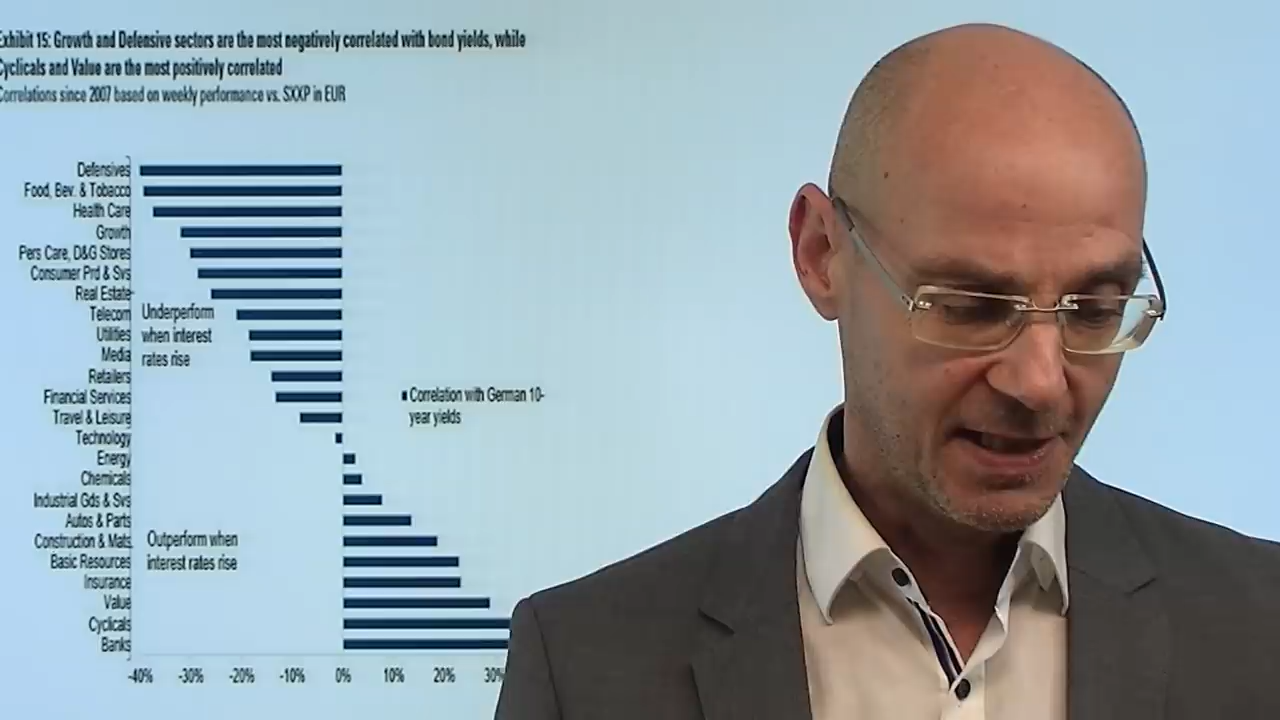 Exhibit 15: Growth and Defensive sectors are the most negatively correlated with bond yields, while
Cyclicals and Value are the most positively correlated
Correlations since 2007 based on weekly performance vs. SXXP in EUR
Defensives
Food, Bev. & Tobacco
Health Care
Growth
Pers Care, D&G Stores
Consumer Prd & Svs
Real Estate
Telecom
Utilities
Media
Retailers
Financial Services
Travel & Leisure
Technology
Energy
Chemicals
Industrial Gds & Svs
Autos & Parts
Construction & Mats
Basic Resources
Insurance
Value
Cyclicals
Banks
Underperform
when interest
rates rise
Correlation with German 10-
year yields
Outperform when
interest rates rise
-40% -30% -20% -10% 0% 10% 20% 30%